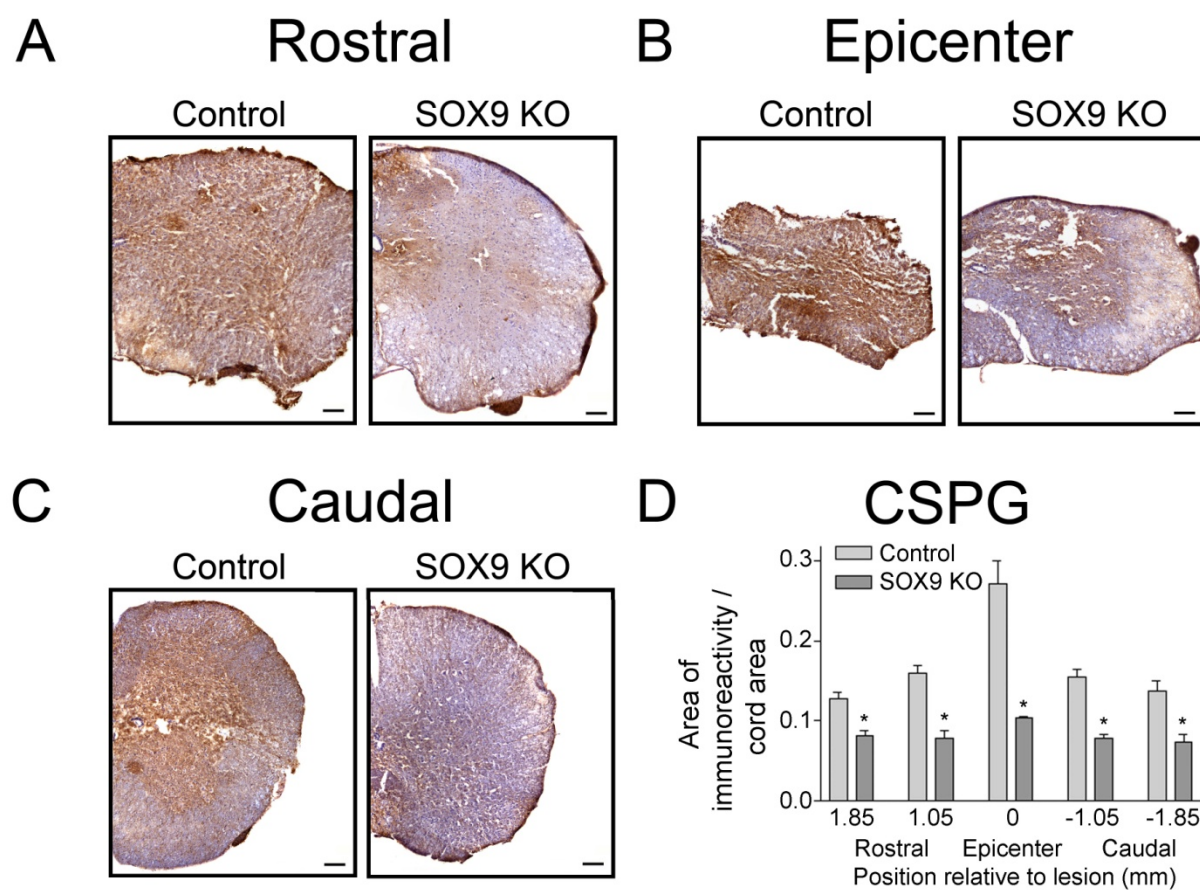 A Rostral
Control SOX9 KO
B Epicenter
Control SOX9 KO
C Caudal
Control SOX9 KO
D CSPG
Control
SOX9 KO
Area of
immunoreactivity /
cord area
0.3
0.2
0.1
0.0
* * * * *
1.85 1.05 0 -1.05 -1.85
Rostral Epicenter Caudal
Position relative to lesion (mm)